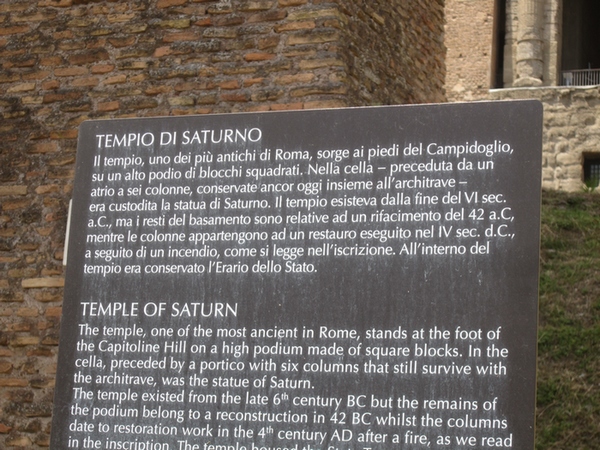 TEMPIO DI SATURNO
Il tempio, uno dei più antichi di Roma, sorge ai piedi del Campidoglio,
su un alto podio di blocchi squadrati. Nella cella – preceduta da un
atrio a sei colonne, conservate ancor oggi insieme all'architrave –
era custodita la statua di Saturno. Il tempio esisteva dalla fine del VI sec.
a.C., ma i resti del basamento sono relative ad un rifacimento del 42 a.C,
mentre le colonne appartengono ad un restauro eseguito nel IV sec. d.C.,
a seguito di un incendio, come si legge nell'iscrizione. All'interno del
tempio era conservato l'Erario dello Stato.
TEMPLE OF SATURN
The temple, one of the most ancient in Rome, stands at the foot of
the Capitoline Hill on a high podium made of square blocks. In the
cella, preceded by a portico with six columns that still survive with
the architrave, was the statue of Saturn.
The temple existed from the late 6th century BC but the remains of
the podium belong to a reconstruction in 42 BC whilst the columns
date to restoration work in the 4th century AD after a fire, as we read
in the inscription. The temple housed the State